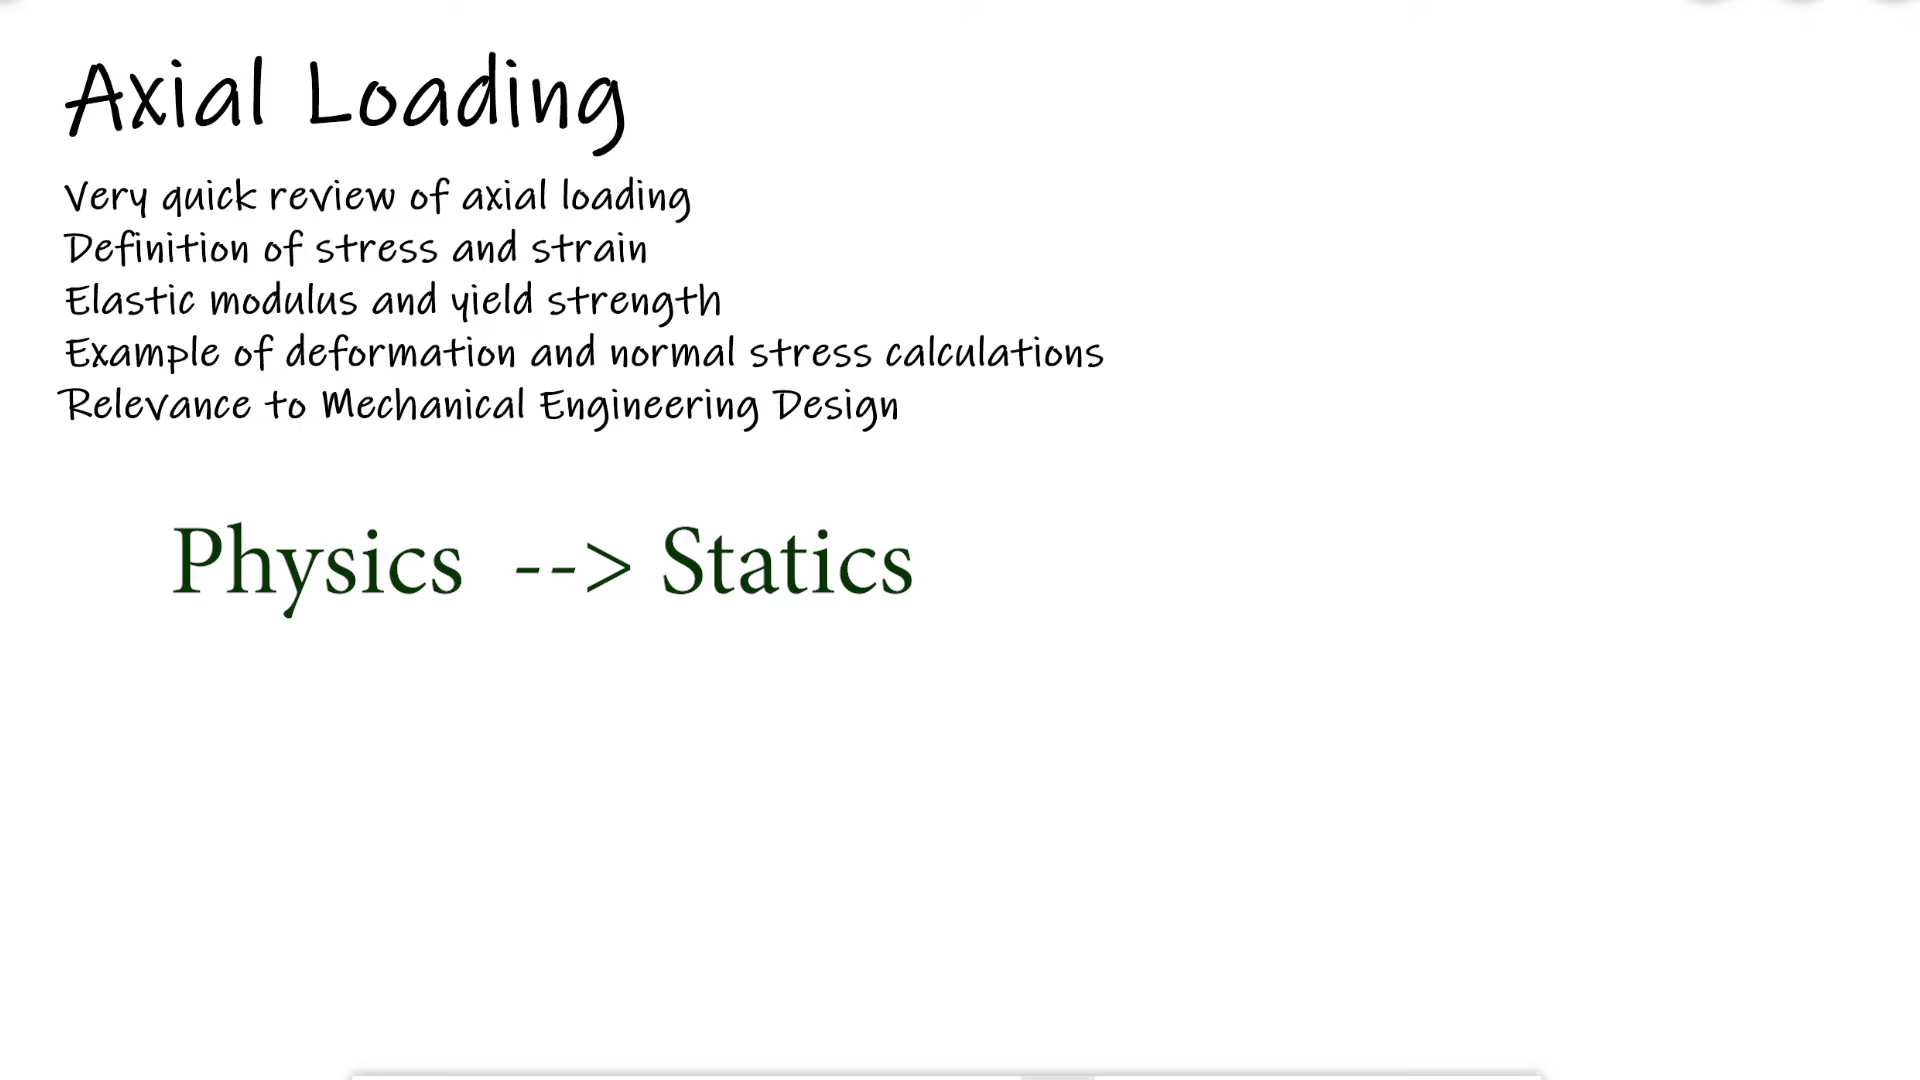 Axial Loading
Very quick review of axial loading
Definition of stress and strain
Elastic modulus and yield strength
Example of deformation and normal stress calculations
Relevance to Mechanical Engineering Design
Physics --> Statics